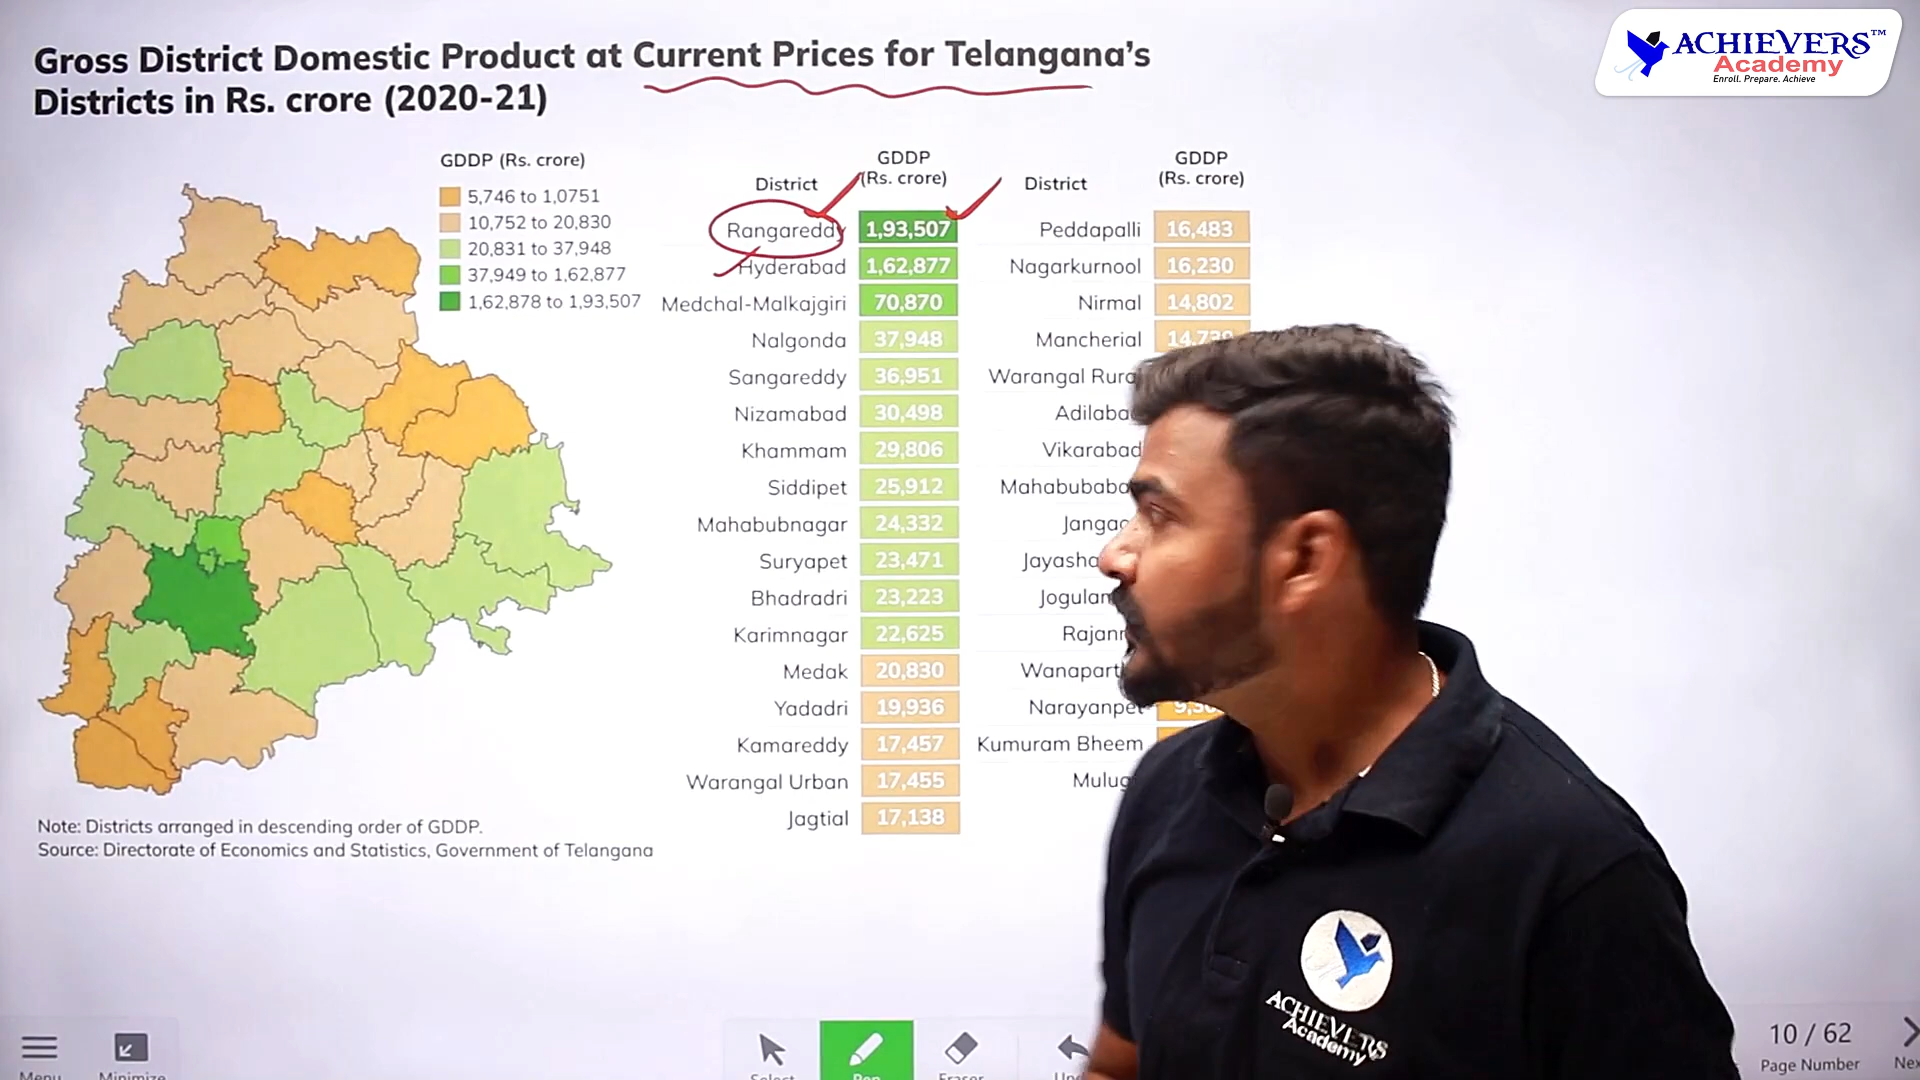 Gross District Domestic Product at Current Prices for Telangana's
Districts in Rs. crore (2020-21)
ACHIEVERS™
Academy
Enroll. Prepare. Achieve
GDDP (Rs. crore)
5,746 to 1,0751
10,752 to 20,830
20,831 to 37,948
37,949 to 1,62,877
1,62,878 to 1,93,507
District GDDP (Rs. crore)
Rangareddy 1,93,507
Hyderabad 1,62,877
Medchal-Malkajgiri 70,870
Nalgonda 37,948
Sangareddy 36,951
Nizamabad 30,498
Khammam 29,806
Siddipet 25,912
Mahabubnagar 24,332
Suryapet 23,471
Bhadradri 23,223
Karimnagar 22,625
Medak 20,830
Yadadri 19,936
Kamareddy 17,457
Warangal Urban 17,455
Jagtial 17,138
District GDDP (Rs. crore)
Peddapalli 16,483
Nagarkurnool 16,230
Nirmal 14,802
Mancherial
Warangal
Vikarabad
Narayanpet
Kumuram Bheem
Note: Districts arranged in descending order of GDDP.
Source: Directorate of Economics and Statistics, Government of Telangana
ACHIEVERS
Academy
Menu
Minimize
Select
Pen
Eraser
10 / 62
Page Number